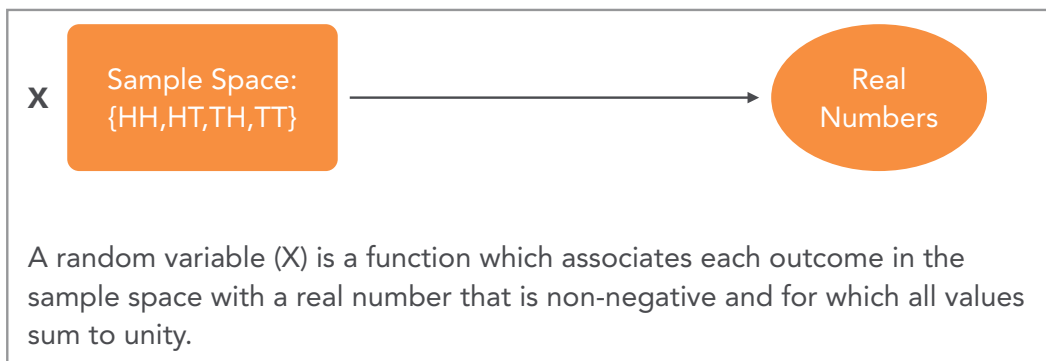 X
Sample Space:
{HH,HT,TH,TT}
Real
Numbers
A random variable (X) is a function which associates each outcome in the
sample space with a real number that is non-negative and for which all values
sum to unity.